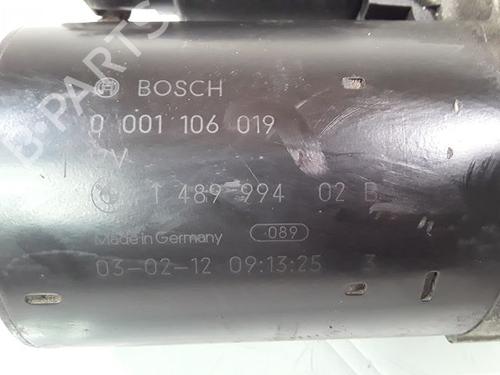 B-PARTS
BOSCH
0 001 106 019
1 489 994 02 B
Made in Germany 089
03-02-12 09:13:25 3